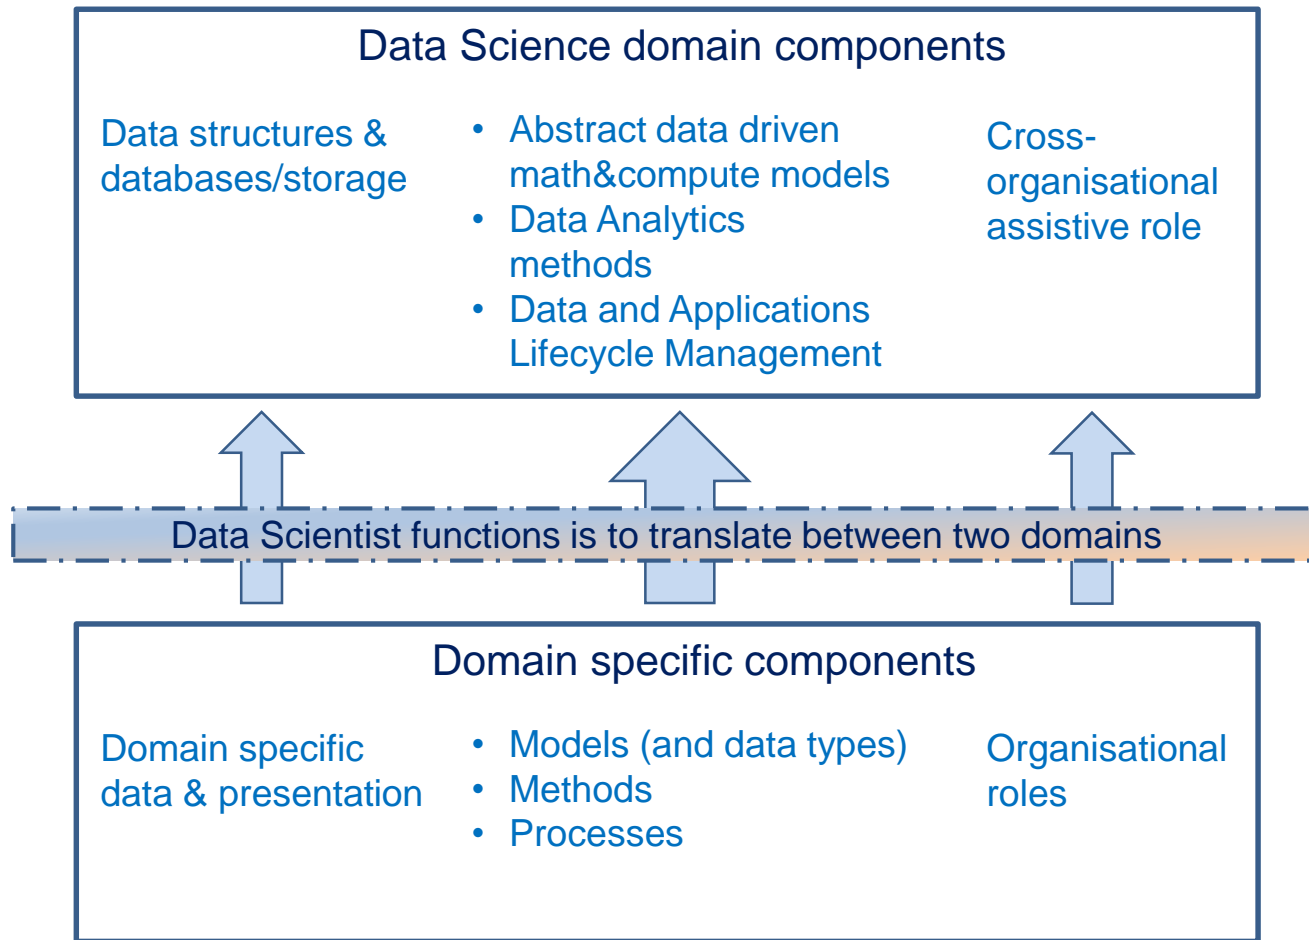 Data Science domain components
Data structures &
databases/storage
• Abstract data driven
math&compute models
• Data Analytics
methods
• Data and Applications
Lifecycle Management
Cross-
organisational
assistive role
Data Scientist functions is to translate between two domains
Domain specific components
Domain specific
data & presentation
• Models (and data types)
• Methods
• Processes
Organisational
roles